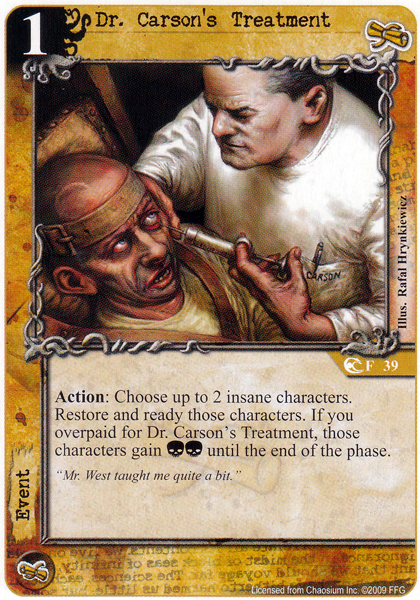 1
Dr. Carson's Treatment
CARSON
Illus. Rafal Hrynkiewicz
F 39
Action: Choose up to 2 insane characters.
Restore and ready those characters. If you
overpaid for Dr. Carson's Treatment, those
characters gain until the end of the phase.
"Mr. West taught me quite a bit."
Event
Licensed from Chaosium Inc. ©2009 FFG